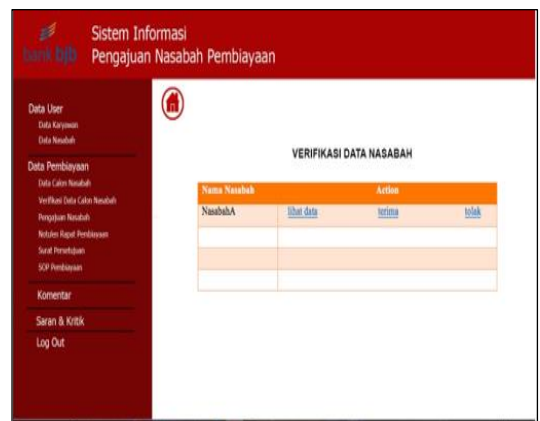 bank bjb
Sistem Informasi
Pengajuan Nasabah Pembiayaan
Data User
Data Karyawan
Data Nasabah
Data Pembiayaan
Data Calon Nasabah
Verifikasi Data Calon Nasabah
Pengajuan Nasabah
Notulen Rapat Pembiayaan
Surat Persetujuan
SOP Pembiayaan
Komentar
Saran & Kritik
Log Out
VERIFIKASI DATA NASABAH
Nama Nasabah Action
NasabahA lihat data terima tolak